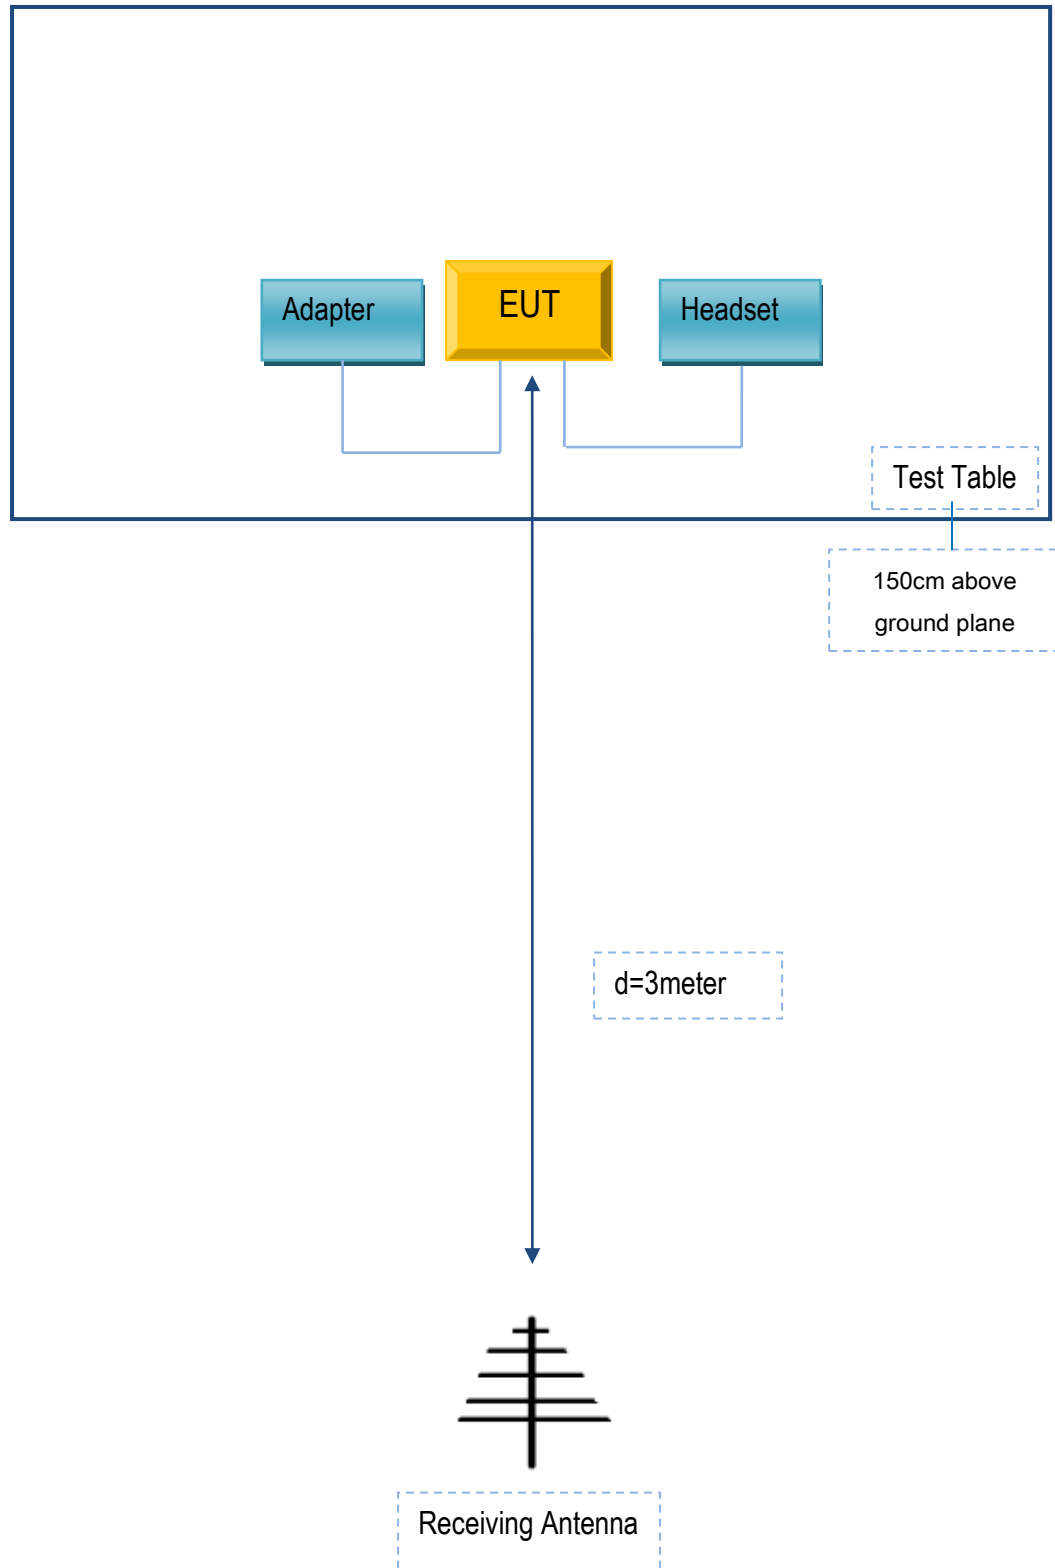 Adapter
EUT
Headset
Test Table
150cm above
ground plane
d=3meter
Receiving Antenna